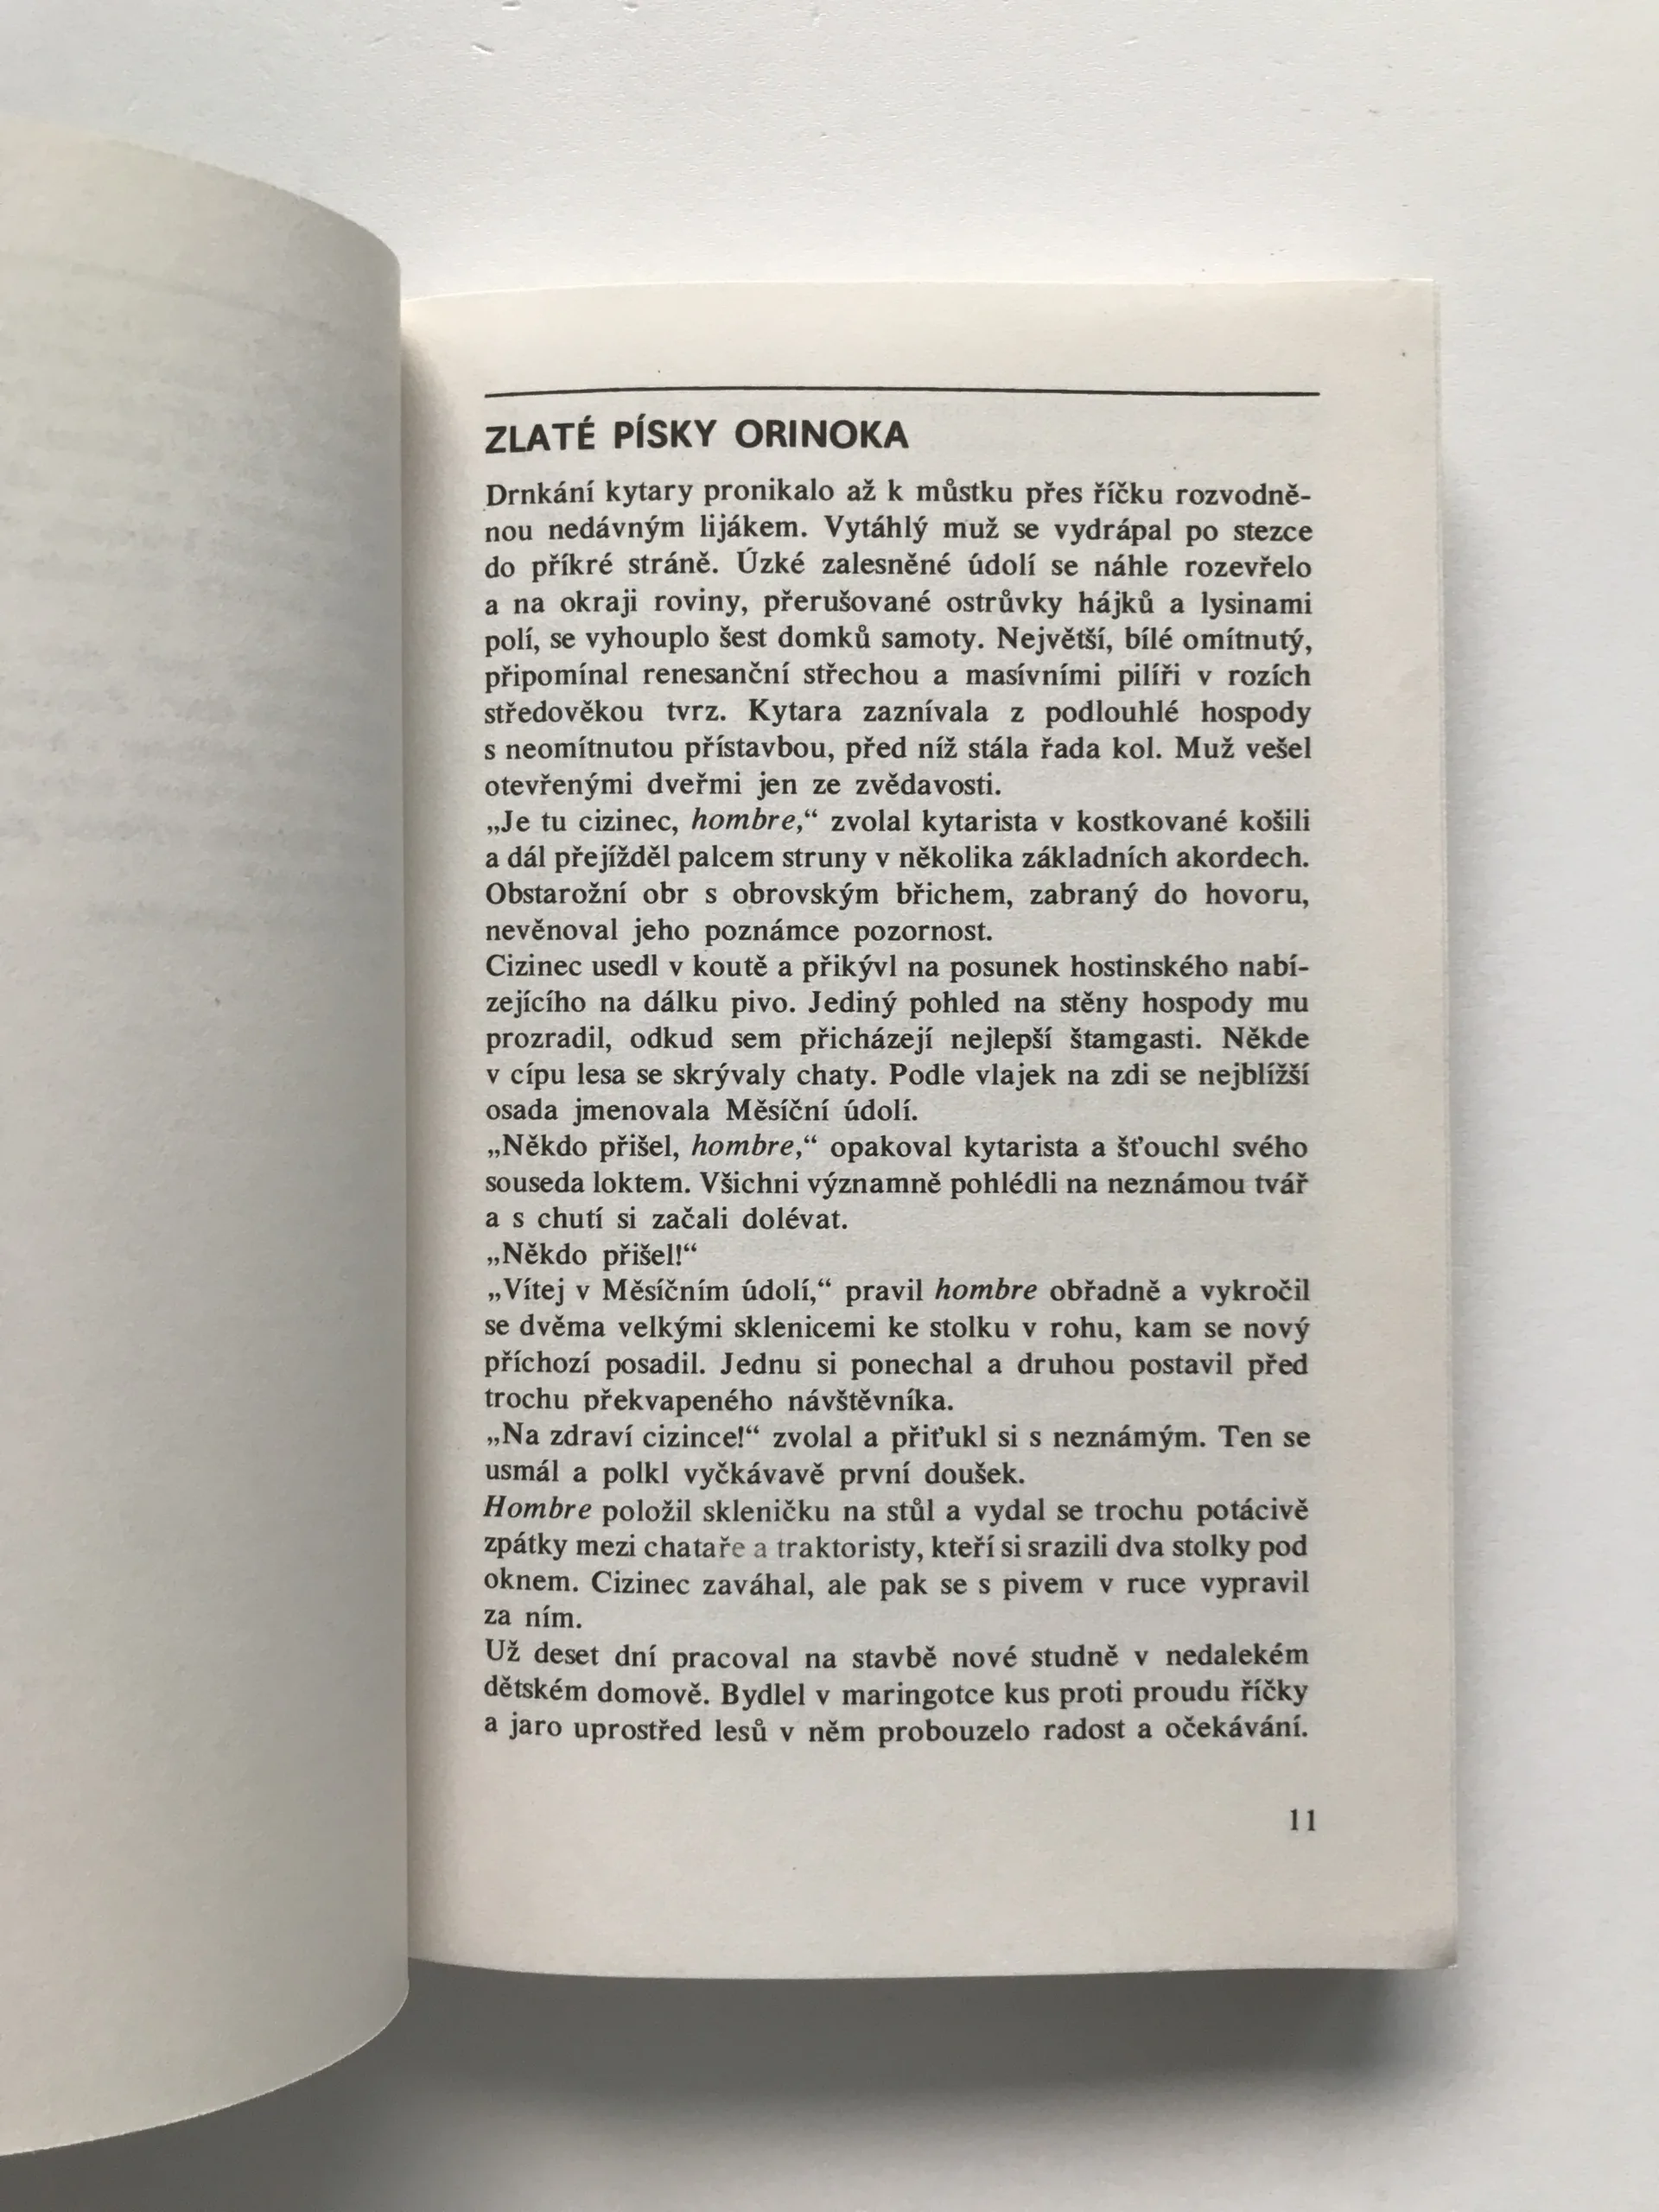 ZLATÉ PÍSKY ORINOKA
Drnkání kytary pronikalo až k můstku přes říčku rozvodně-
nou nedávným lijákem. Vytáhlý muž se vydrápal po stezce
do příkré stráně. Úzké zalesněné údolí se náhle rozevřelo
a na okraji roviny, přerušované ostrůvky hájků a lysinami
polí, se vyhouplo šest domků samoty. Největší, bílé omítnutý,
připomínal renesanční střechou a masívními pilíři v rozích
středověkou tvrz. Kytara zaznívala z podlouhlé hospody
s neomítnutou přístavbou, před níž stála řada kol. Muž vešel
otevřenými dveřmi jen ze zvědavosti.
„Je tu cizinec, hombre,“ zvolal kytarista v kostkované košili
a dál přejížděl palcem struny v několika základních akordech.
Obstarožní obr s obrovským břichem, zabraný do hovoru,
nevěnoval jeho poznámce pozornost.
Cizinec usedl v koutě a přikývl na posunek hostinského nabí-
zejícího na dálku pivo. Jediný pohled na stěny hospody mu
prozradil, odkud sem přicházejí nejlepší štamgasti. Někde
v cípu lesa se skrývaly chaty. Podle vlajek na zdi se nejbližší
osada jmenovala Měsíční údolí.
„Někdo přišel, hombre,“ opakoval kytarista a šťouchl svého
souseda loktem. Všichni významně pohlédli na neznámou tvář
a s chutí si začali dolévat.
„Někdo přišel!“
„Vítej v Měsíčním údolí,“ pravil hombre obřadně a vykročil
se dvěma velkými sklenicemi ke stolku v rohu, kam se nový
příchozí posadil. Jednu si ponechal a druhou postavil před
trochu překvapeného návštěvníka.
„Na zdraví cizince!“ zvolal a přiťukl si s neznámým. Ten se
usmál a polkl vyčkávavě první doušek.
Hombre položil skleničku na stůl a vydal se trochu potácivě
zpátky mezi chataře a traktoristy, kteří si srazili dva stolky pod
oknem. Cizinec zaváhal, ale pak se s pivem v ruce vypravil
za ním.
Už deset dní pracoval na stavbě nové studně v nedalekém
dětském domově. Bydlel v maringotce kus proti proudu říčky
a jaro uprostřed lesů v něm probouzelo radost a očekávání.
11